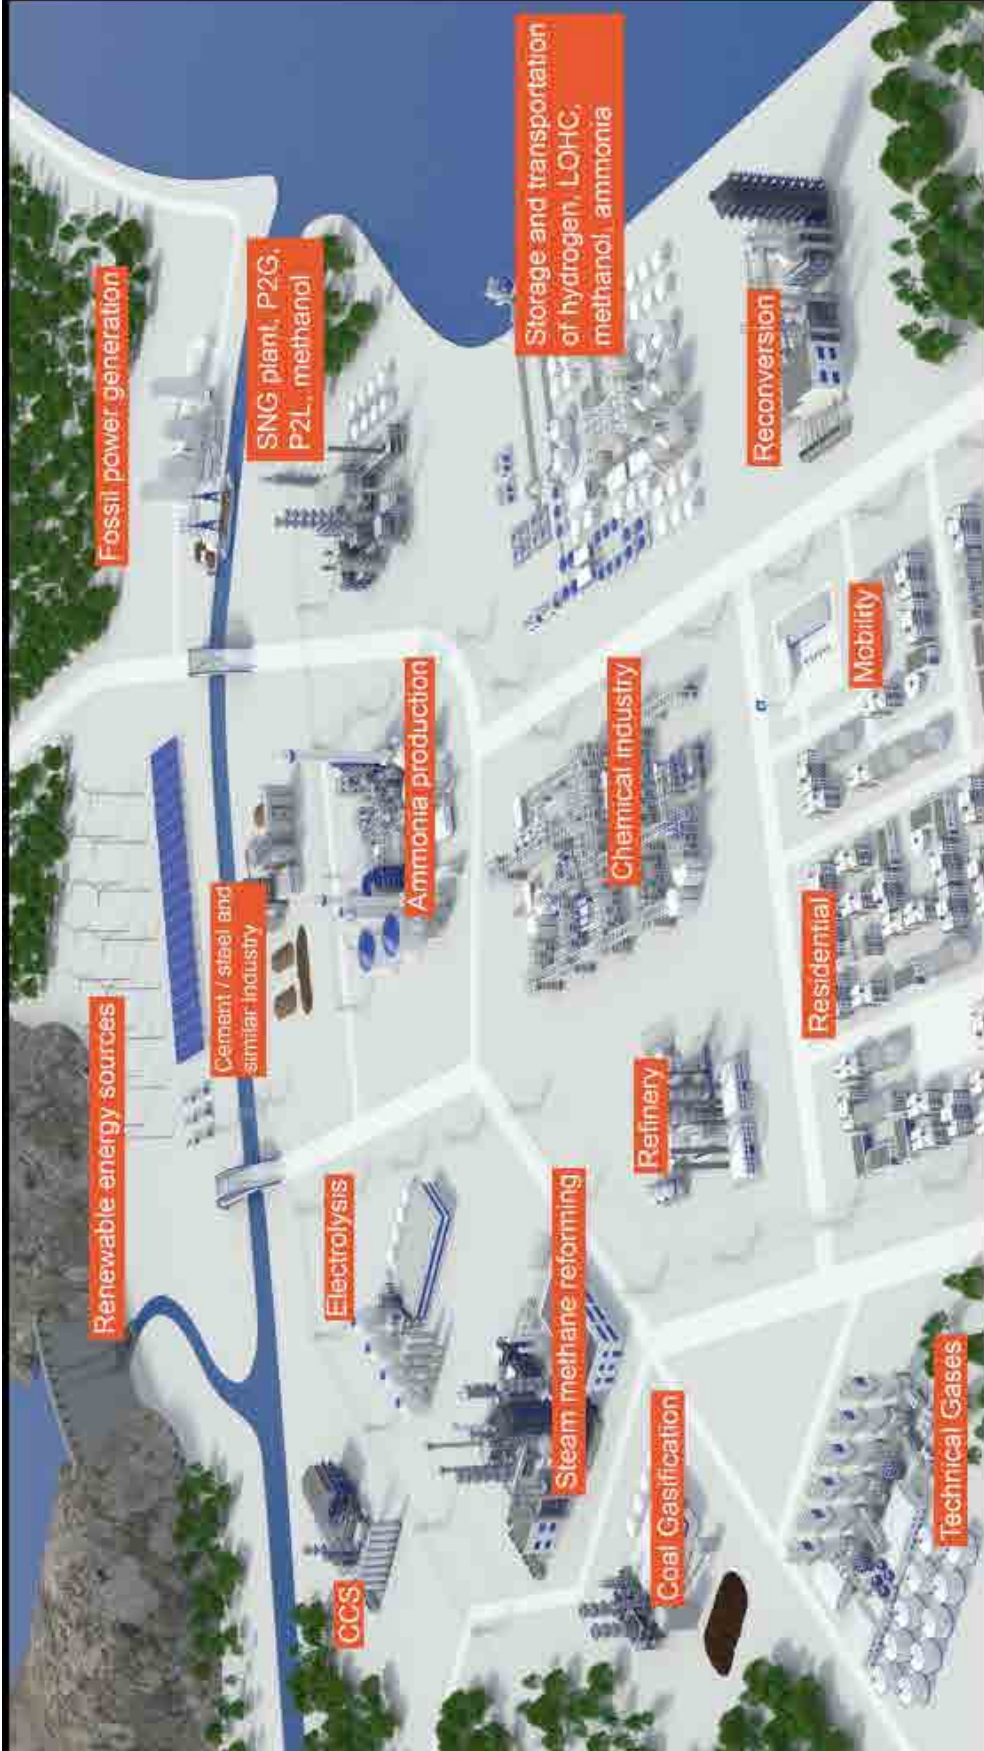 Renewable energy sources
Fossil power generation
Cement / steel and
similar industry
SNG plant, P2G,
P2L, methanol
CCS
Electrolysis
Ammonia production
Steam methane reforming
Chemical industry
Storage and transportation
of hydrogen, LOHC,
methanol, ammonia
Coal Gasification
Refinery
Reconversion
Residential
Mobility
Technical Gases